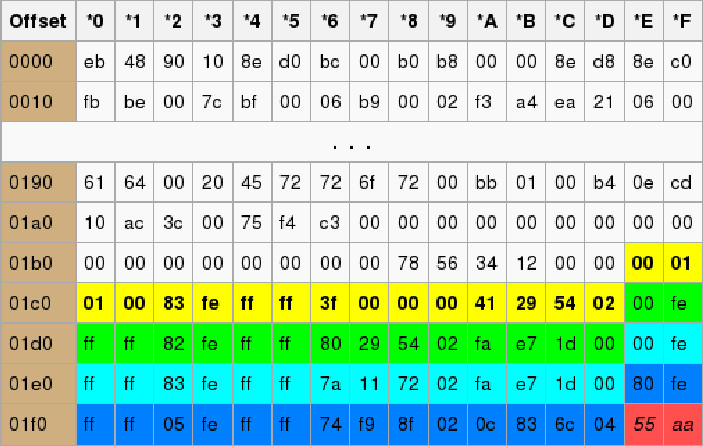 Offset *0 *1 *2 *3 *4 *5 *6 *7 *8 *9 *A *B *C *D *E *F
0000 eb 48 90 10 8e d0 bc 00 b0 b8 00 00 8e d8 8e c0
0010 fb be 00 7c bf 00 06 b9 00 02 f3 a4 ea 21 06 00
. . .
0190 61 64 00 20 45 72 72 6f 72 00 bb 01 00 b4 0e cd
01a0 10 ac 3c 00 75 f4 c3 00 00 00 00 00 00 00 00 00
01b0 00 00 00 00 00 00 00 00 78 56 34 12 00 00 00 01
01c0 01 00 83 fe ff ff 3f 00 00 00 41 29 54 02 00 fe
01d0 ff ff 82 fe ff ff 80 29 54 02 fa e7 1d 00 00 fe
01e0 ff ff 83 fe ff ff 7a 11 72 02 fa e7 1d 00 80 fe
01f0 ff ff 05 fe ff ff 74 f9 8f 02 0c 83 6c 04 55 aa